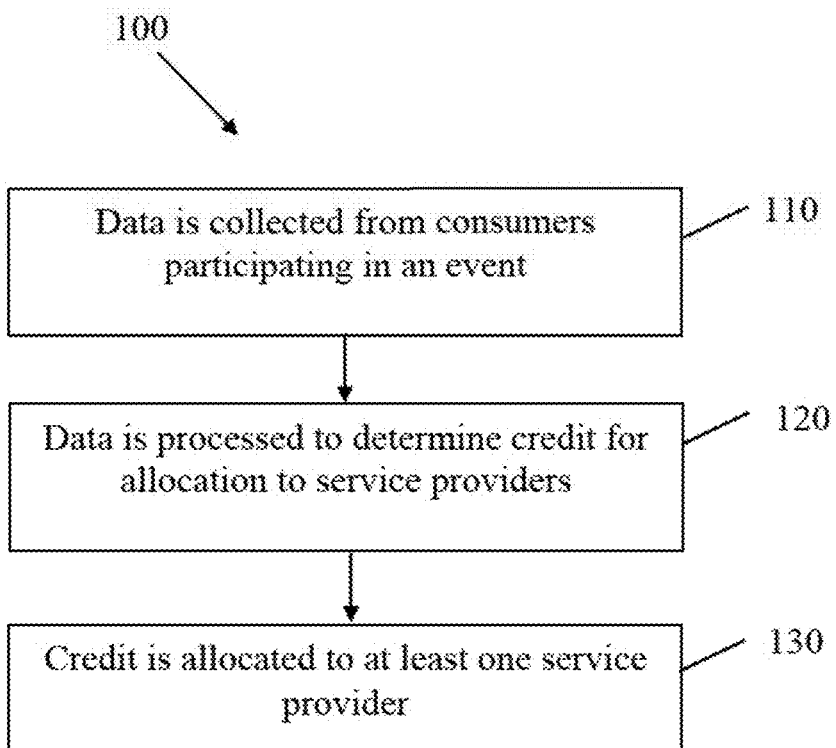 100
Data is collected from consumers
participating in an event
110
Data is processed to determine credit for
allocation to service providers
120
Credit is allocated to at least one service
provider
130